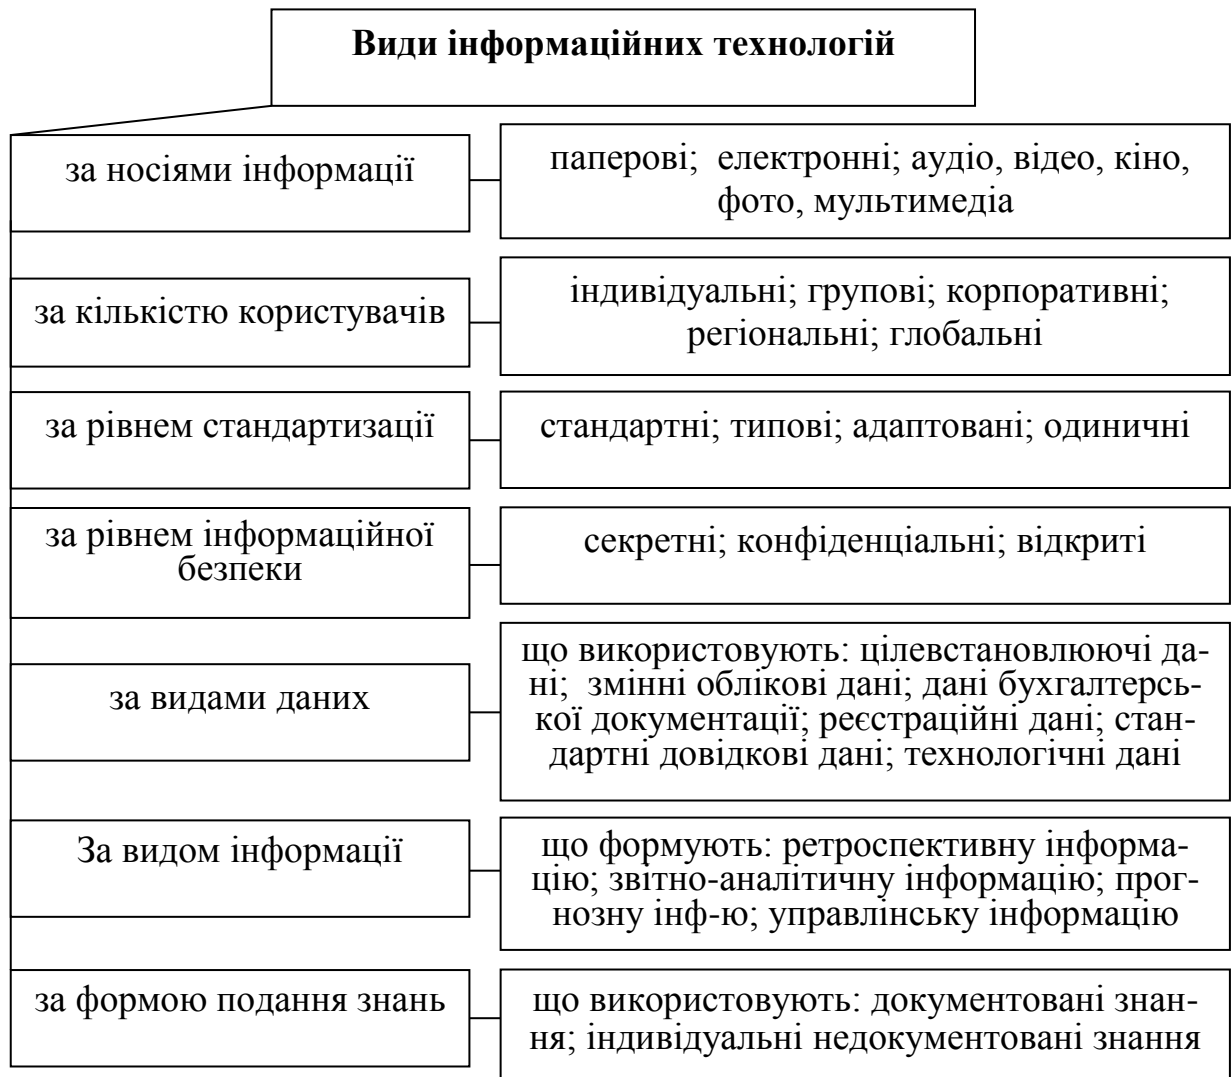 Види інформаційних технологій
за носіями інформації
паперові; електронні; аудіо, відео, кіно,
фото, мультимедіа
за кількістю користувачів
індивідуальні; групові; корпоративні;
регіональні; глобальні
за рівнем стандартизації
стандартні; типові; адаптовані; одиничні
за рівнем інформаційної
безпеки
секретні; конфіденціальні; відкриті
за видами даних
що використовують: цілевстановлюючі да-
ні; змінні облікові дані; дані бухгалтерсь-
кої документації; реєстраційні дані; стан-
дартні довідкові дані; технологічні дані
За видом інформації
що формують: ретроспективну інформа-
цію; звітно-аналітичну інформацію; прог-
нозну інф-ю; управлінську інформацію
за формою подання знань
що використовують: документовані знан-
ня; індивідуальні недокументовані знання